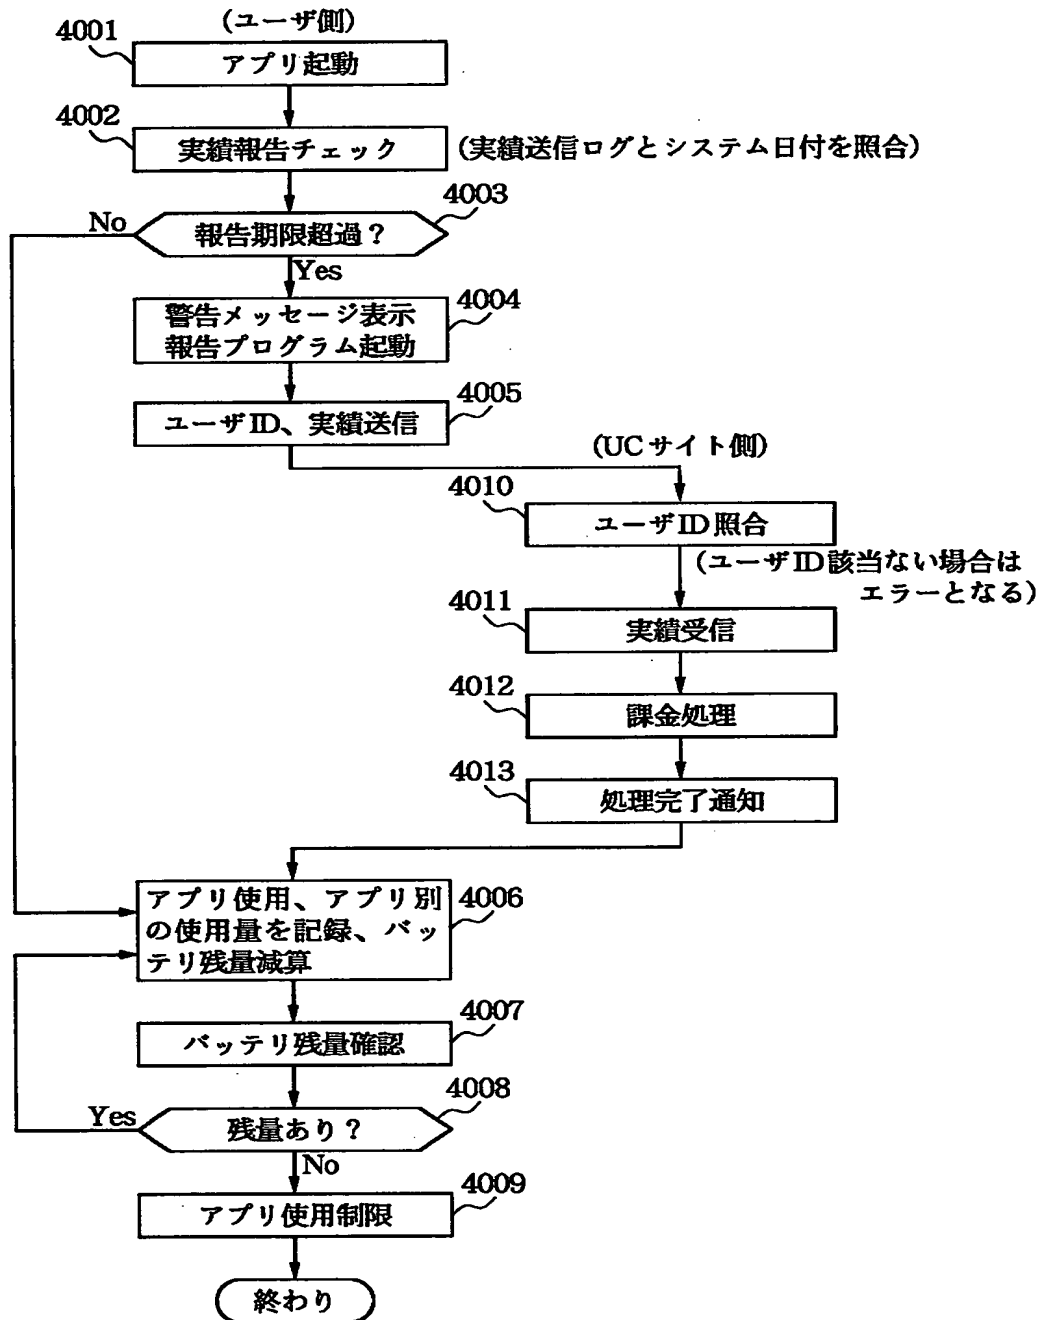 (ユーザ側)
4001
アプリ起動
4002
実績報告チェック
(実績送信ログとシステム日付を照合)
4003
No
報告期限超過?
Yes
4004
警告メッセージ表示
報告プログラム起動
4005
ユーザID、実績送信
(UCサイト側)
4010
ユーザID照合
(ユーザID該当ない場合は
エラーとなる)
4011
実績受信
4012
課金処理
4013
処理完了通知
4006
アプリ使用、アプリ別
の使用量を記録、バッ
テリ残量減算
4007
バッテリ残量確認
4008
Yes
残量あり?
No
4009
アプリ使用制限
終わり